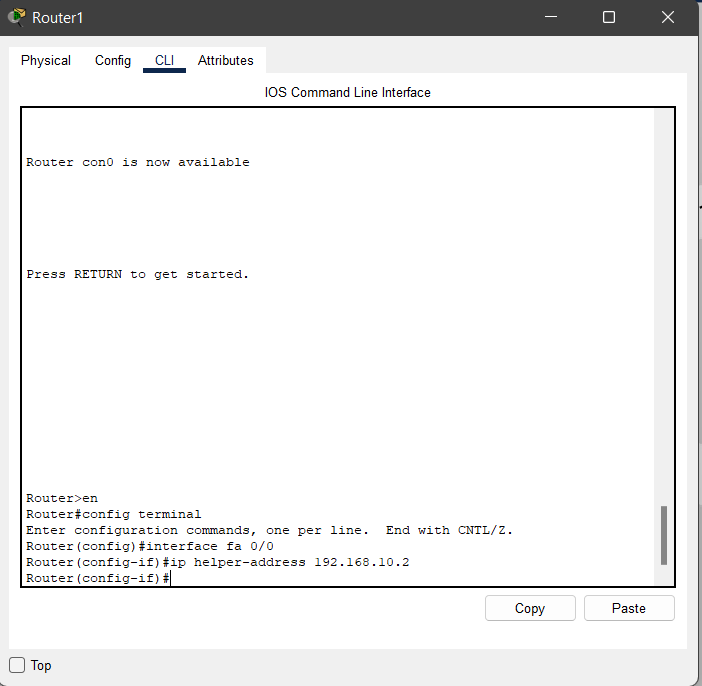 Router1
Physical Config CLI Attributes
IOS Command Line Interface
Router con0 is now available
Press RETURN to get started.
Router>en
Router#config terminal
Enter configuration commands, one per line.  End with CNTL/Z.
Router(config)#interface fa 0/0
Router(config-if)#ip helper-address 192.168.10.2
Router(config-if)#
Copy Paste
Top